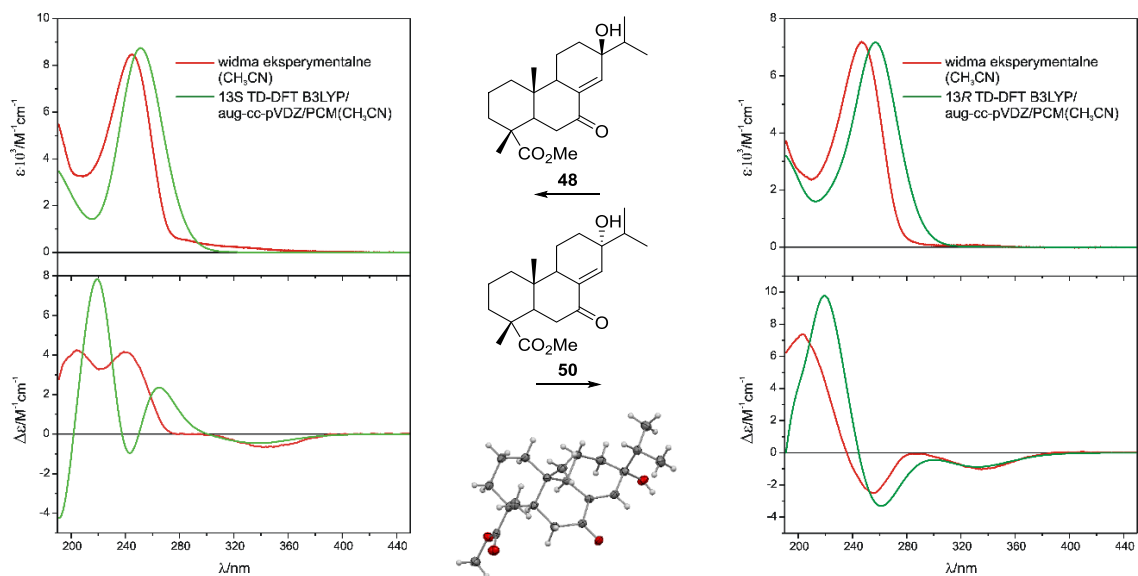 10
8
6
4
2
0
ε·10³/M⁻¹cm⁻¹
widma eksperymentalne
(CH₃CN)
13S TD-DFT B3LYP/
aug-cc-pVDZ/PCM(CH₃CN)
8
6
4
2
0
-2
-4
Δε/M⁻¹cm⁻¹
200 240 280 320 360 400 440
λ/nm
OH
O
CO₂Me
48
OH
O
CO₂Me
50
8
6
4
2
0
ε·10³/M⁻¹cm⁻¹
widma eksperymentalne
(CH₃CN)
13R TD-DFT B3LYP/
aug-cc-pVDZ/PCM(CH₃CN)
10
8
6
4
2
0
-2
-4
Δε/M⁻¹cm⁻¹
200 240 280 320 360 400 440
λ/nm